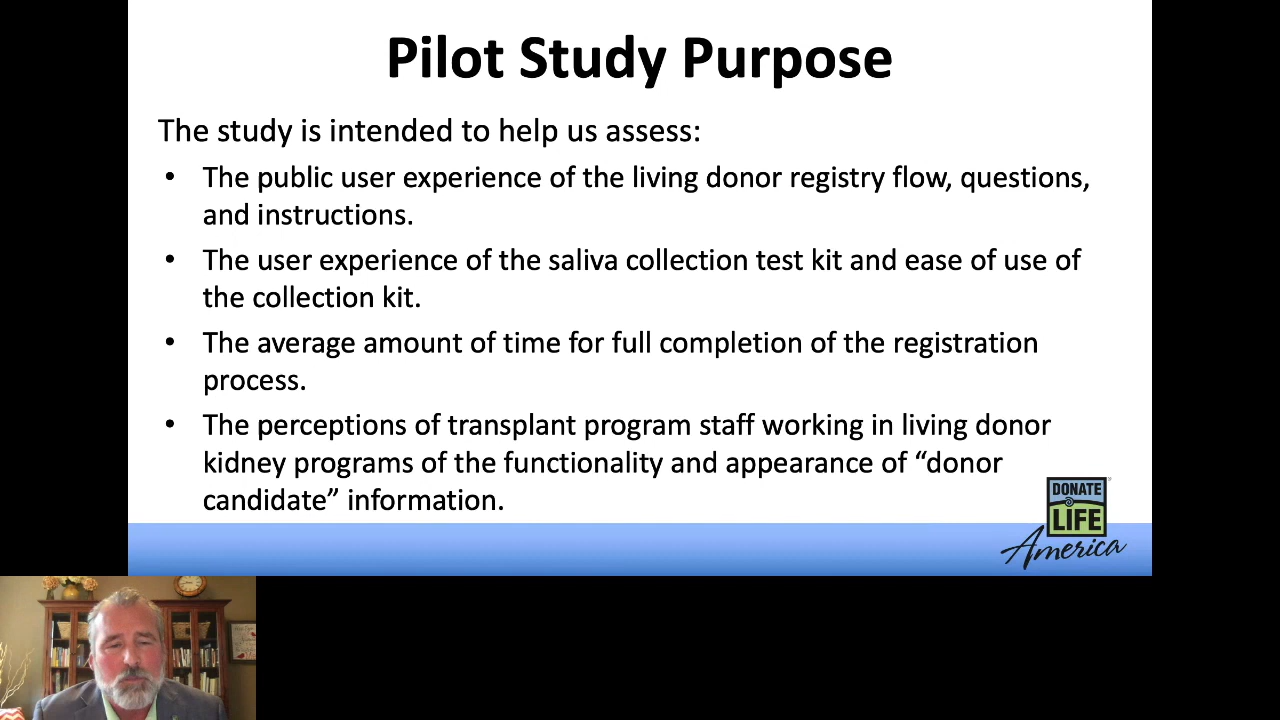 Pilot Study Purpose
The study is intended to help us assess:
• The public user experience of the living donor registry flow, questions,
and instructions.
• The user experience of the saliva collection test kit and ease of use of
the collection kit.
• The average amount of time for full completion of the registration
process.
• The perceptions of transplant program staff working in living donor
kidney programs of the functionality and appearance of “donor
candidate” information.
DONATE
LIFE
America